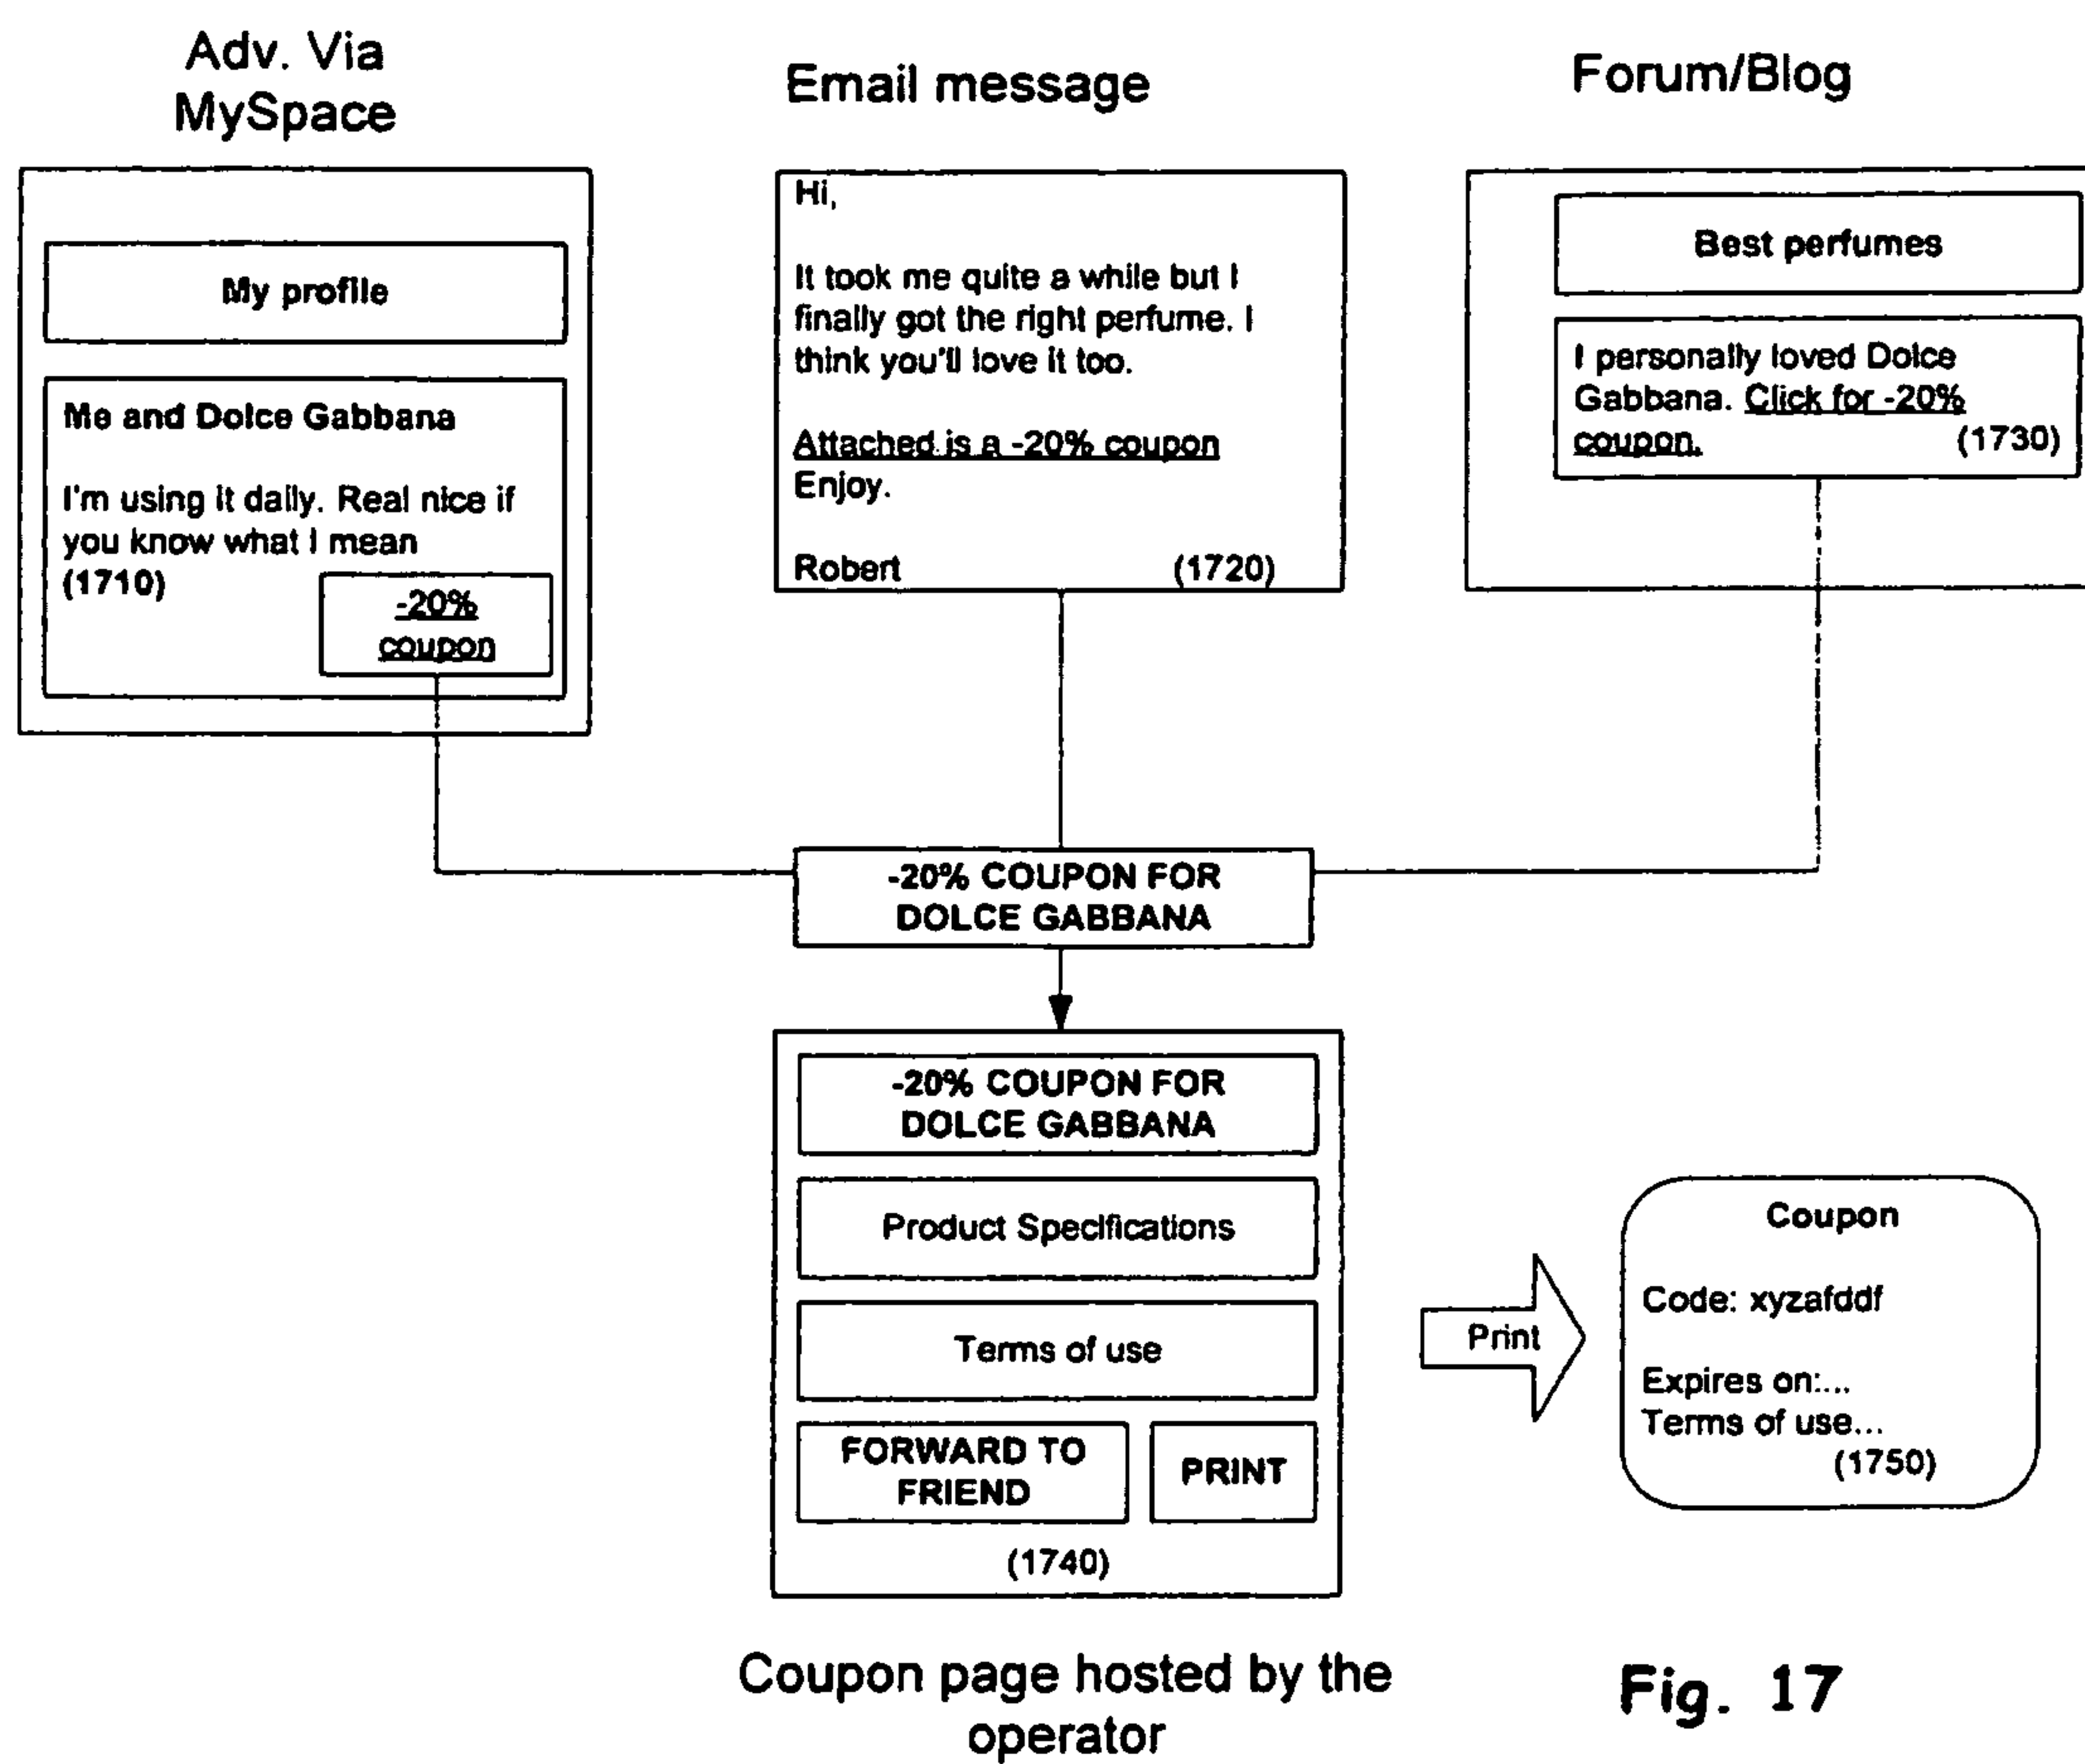 Adv. Via
MySpace
Email message
Forum/Blog
My profile
Me and Dolce Gabbana
I'm using it daily. Real nice if
you know what I mean
(1710)
-20%
coupon
Hi,
It took me quite a while but I
finally got the right perfume. I
think you'll love it too.
Attached is a -20% coupon
Enjoy.
Robert (1720)
Best perfumes
I personally loved Dolce
Gabbana. Click for -20%
coupon. (1730)
-20% COUPON FOR
DOLCE GABBANA
-20% COUPON FOR
DOLCE GABBANA
Product Specifications
Terms of use
FORWARD TO
FRIEND
PRINT
(1740)
Print
Coupon
Code: xyzafddf
Expires on:...
Terms of use...
(1750)
Coupon page hosted by the
operator
Fig. 17